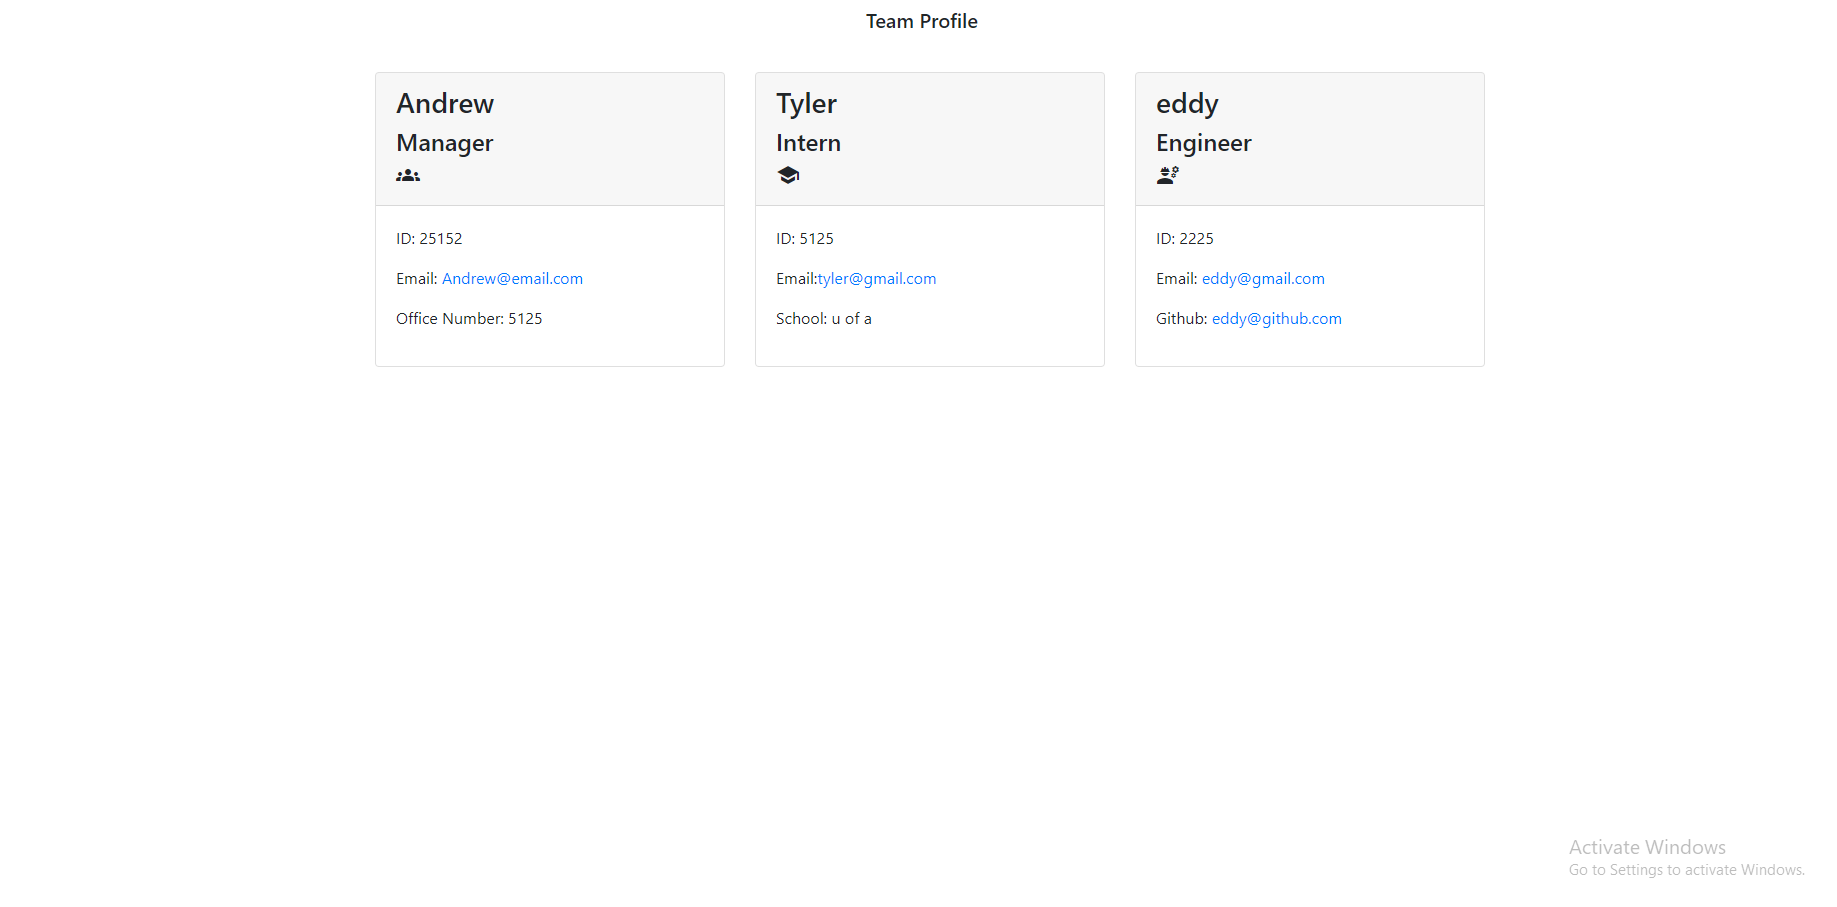 Team Profile
Andrew
Manager
ID: 25152
Email: Andrew@email.com
Office Number: 5125
Tyler
Intern
ID: 5125
Email:tyler@gmail.com
School: u of a
eddy
Engineer
ID: 2225
Email: eddy@gmail.com
Github: eddy@github.com
Activate Windows
Go to Settings to activate Windows.